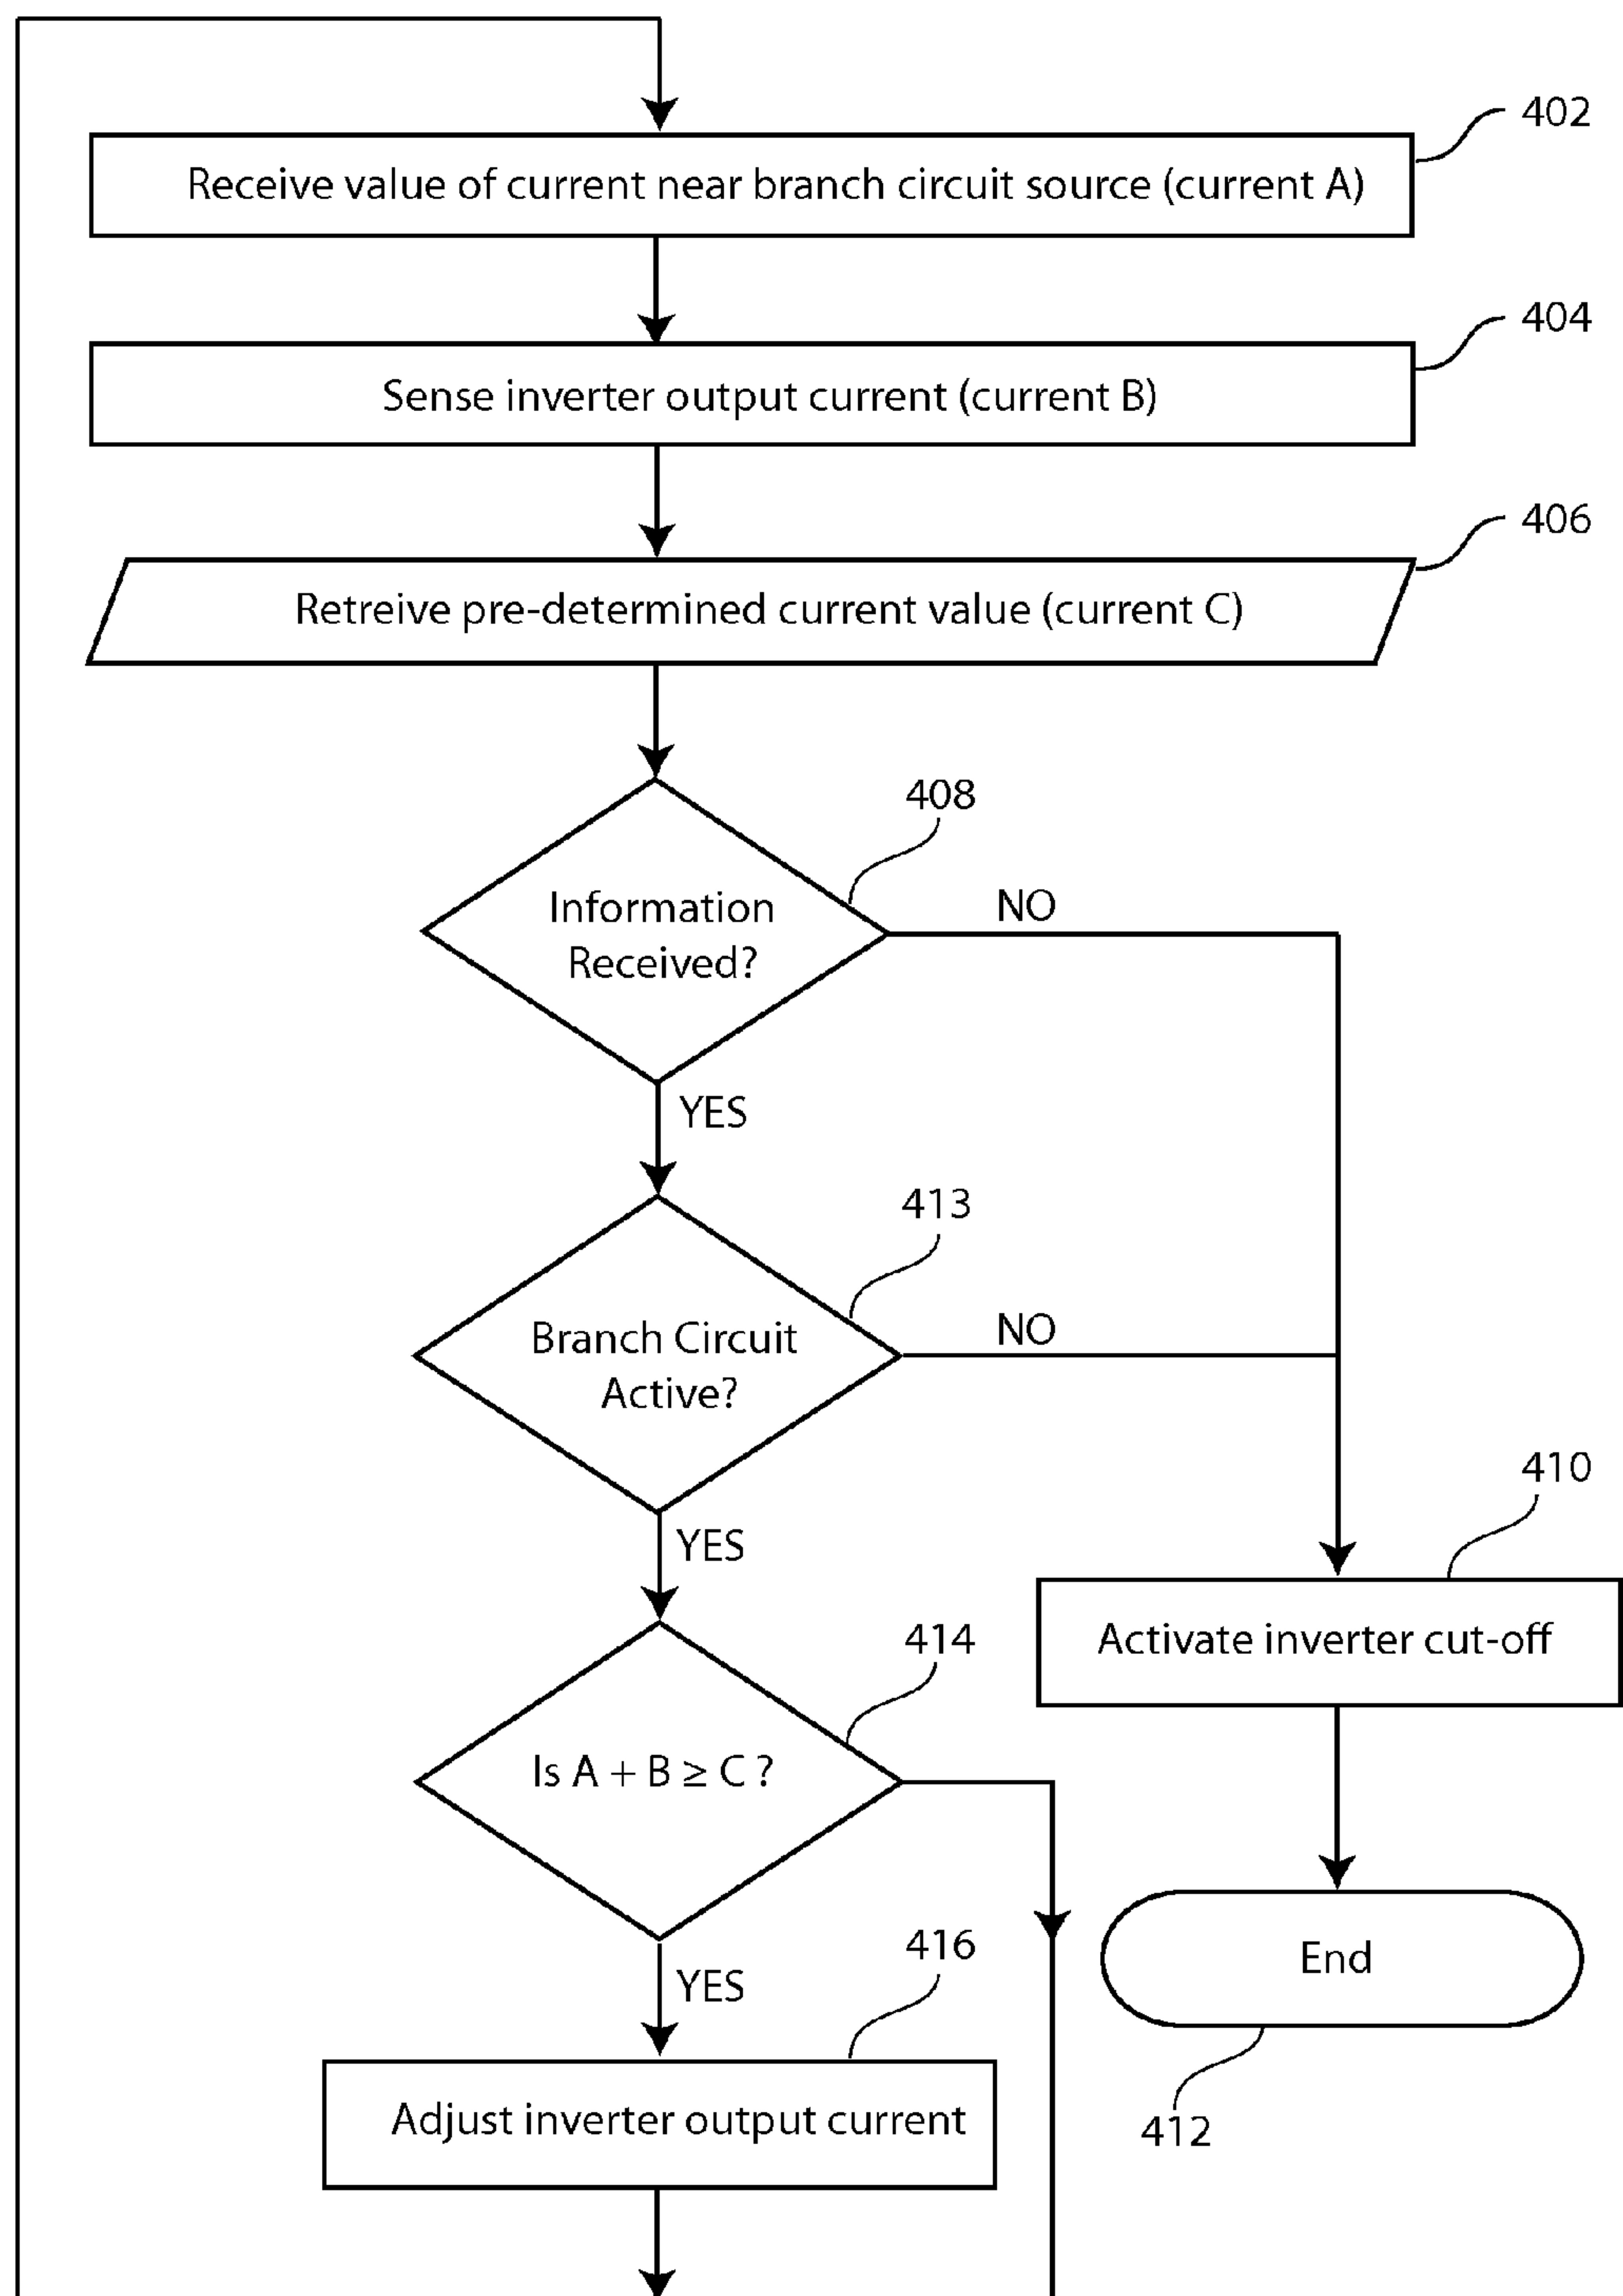 402
Receive value of current near branch circuit source (current A)
404
Sense inverter output current (current B)
406
Retreive pre-determined current value (current C)
408
Information
Received?
NO
YES
413
Branch Circuit
Active?
NO
YES
410
Activate inverter cut-off
414
Is A + B ≥ C ?
YES
416
End
412
Adjust inverter output current